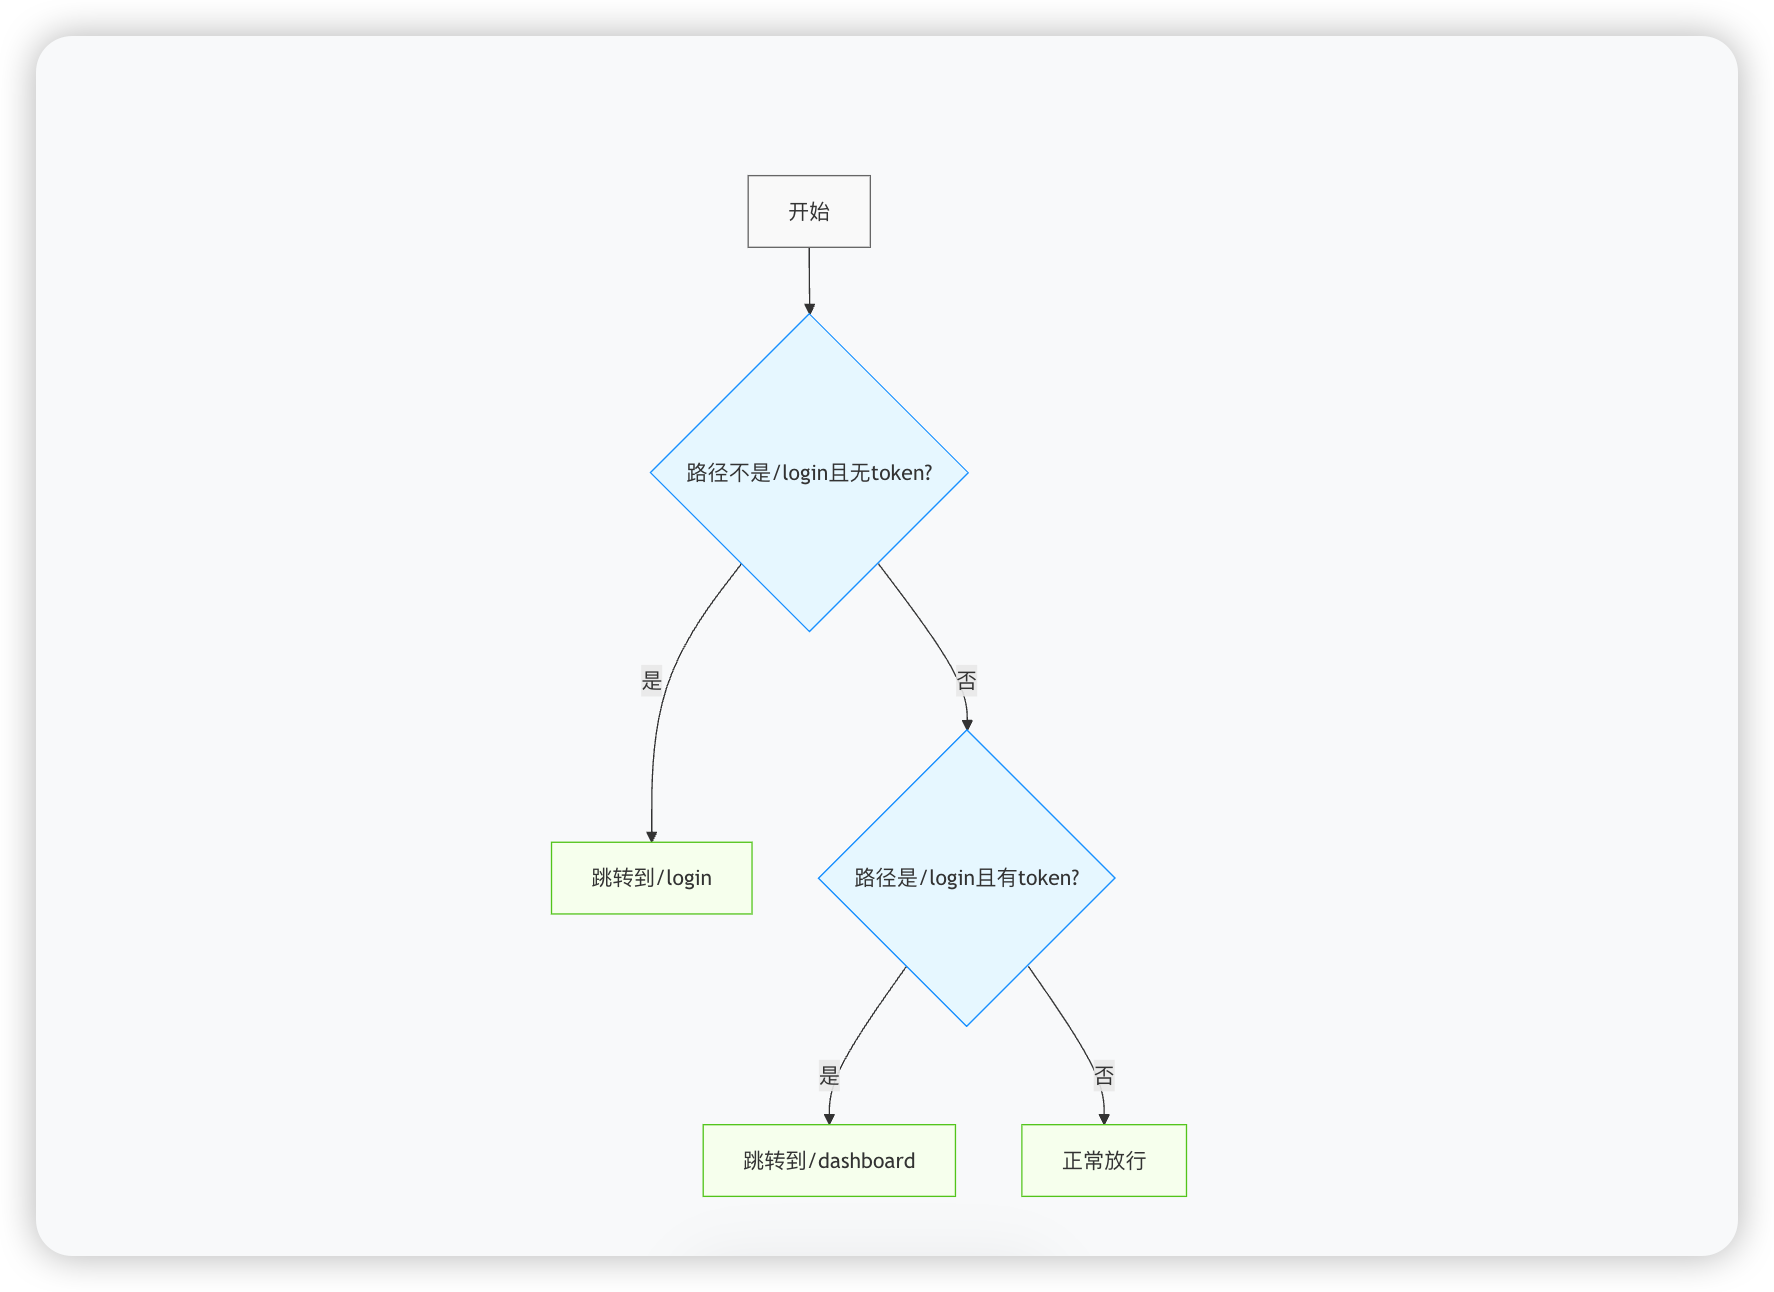 开始
路径不是/login且无token?
是
否
跳转到/login
路径是/login且有token?
是
否
跳转到/dashboard
正常放行